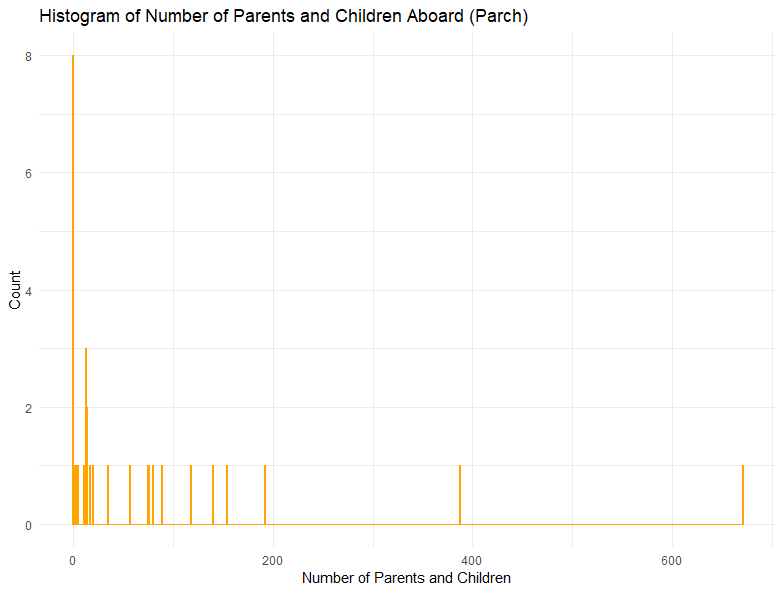 Histogram of Number of Parents and Children Aboard (Parch)
Count
8
6
4
2
0
0 200 400 600
Number of Parents and Children